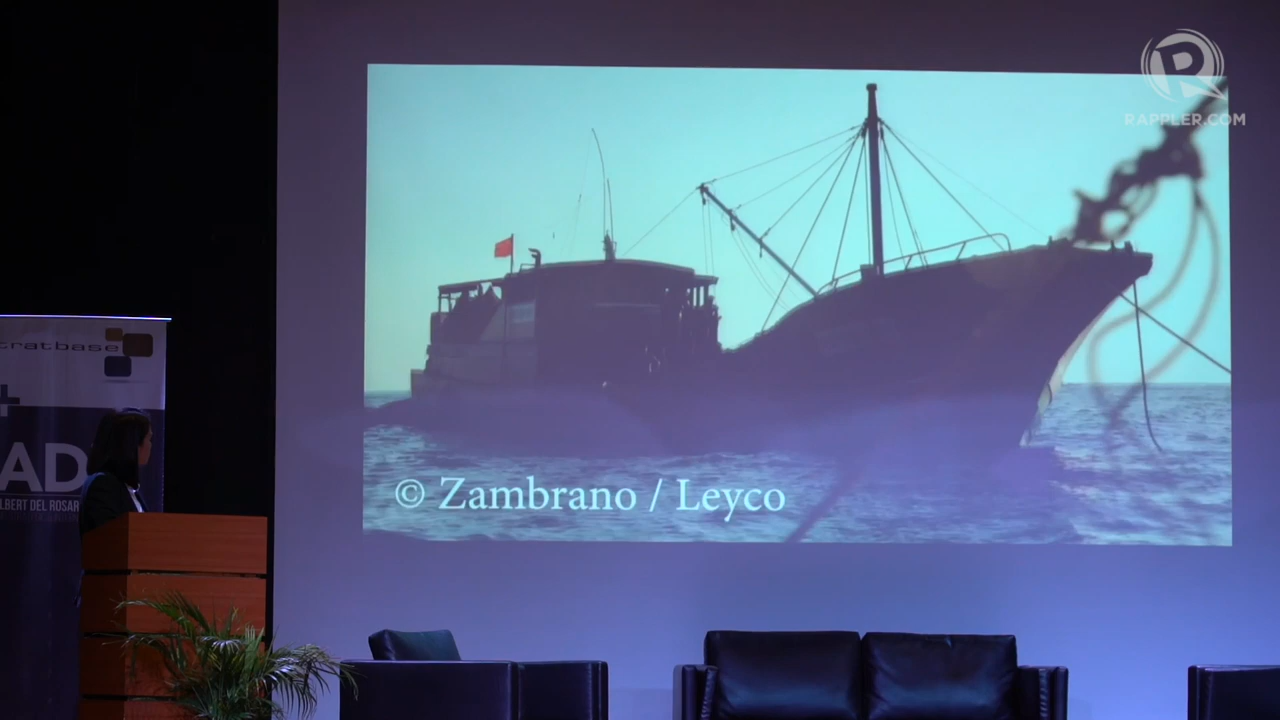 RAPPLER.COM
tratbase
+
AD
LBERT DEL ROSAR
© Zambrano / Leyco